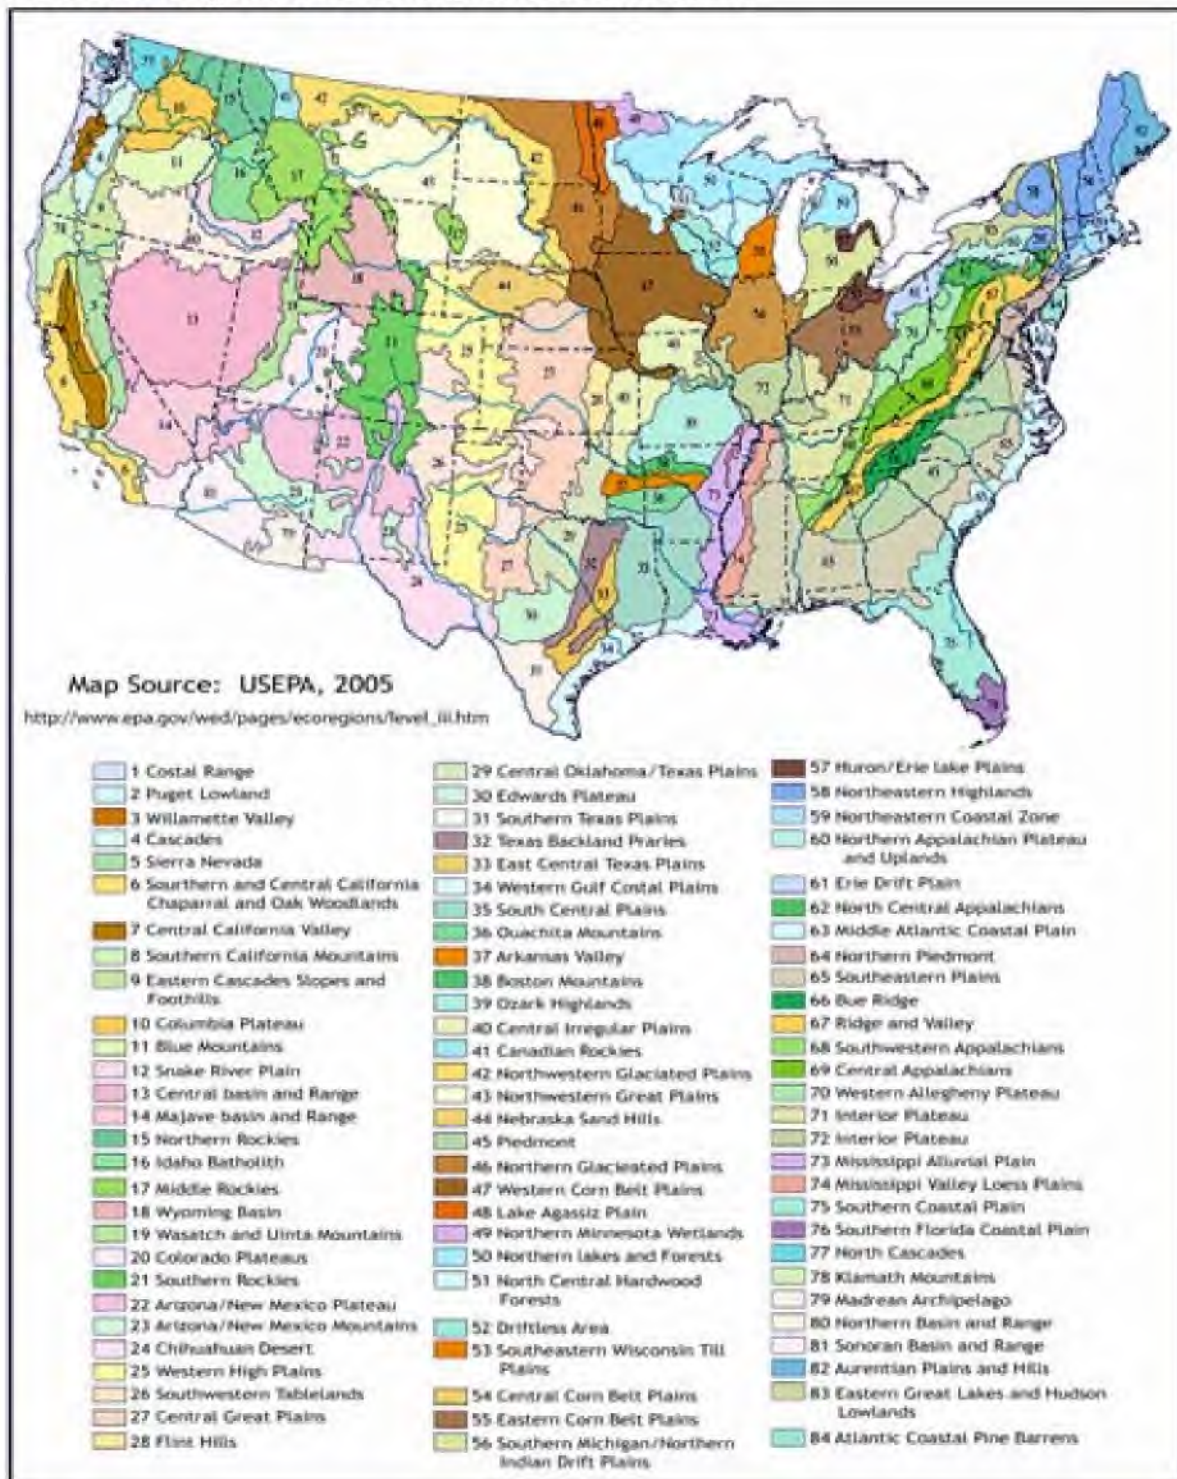 Map Source: USEPA, 2005
http://www.epa.gov/wed/pages/ecoregions/level_iii.htm
1 Costal Range
2 Puget Lowland
3 Willamette Valley
4 Cascades
5 Sierra Nevada
6 Sourthern and Central California
Chaparral and Oak Woodlands
7 Central California Valley
8 Southern California Mountains
9 Eastern Cascades Slopes and
Foothills
10 Columbia Plateau
11 Blue Mountains
12 Snake River Plain
13 Central basin and Range
14 Majave basin and Range
15 Northern Rockies
16 Idaho Batholith
17 Middle Rockies
18 Wyoming Basin
19 Wasatch and Uinta Mountains
20 Colorado Plateaus
21 Southern Rockies
22 Arizona/New Mexico Plateau
23 Arizona/New Mexico Mountains
24 Chihuahuan Desert
25 Western High Plains
26 Southwestern Tablelands
27 Central Great Plains
28 Flint Hills
29 Central Oklahoma/Texas Plains
30 Edwards Plateau
31 Southern Texas Plains
32 Texas Backland Praries
33 East Central Texas Plains
34 Western Gulf Costal Plains
35 South Central Plains
36 Ouachita Mountains
37 Arkansas Valley
38 Boston Mountains
39 Ozark Highlands
40 Central Irregular Plains
41 Canadian Rockies
42 Northwestern Glaciated Plains
43 Northwestern Great Plains
44 Nebraska Sand Hills
45 Piedmont
46 Northern Glacieated Plains
47 Western Corn Belt Plains
48 Lake Agassiz Plain
49 Northern Minnesota Wetlands
50 Northern lakes and Forests
51 North Central Hardwood
Forests
52 Driftless Area
53 Southeastern Wisconsin Till
Plains
54 Central Corn Belt Plains
55 Eastern Corn Belt Plains
56 Southern Michigan/Northern
Indian Drift Plains
57 Huron/Erie lake Plains
58 Northeastern Highlands
59 Northeastern Coastal Zone
60 Northern Appalachian Plateau
and Uplands
61 Erie Drift Plain
62 North Central Appalachians
63 Middle Atlantic Coastal Plain
64 Northern Piedmont
65 Southeastern Plains
66 Bue Ridge
67 Ridge and Valley
68 Southwestern Appalachians
69 Central Appalachians
70 Western Allegheny Plateau
71 Interior Plateau
72 Interior Plateau
73 Mississippi Alluvial Plain
74 Mississippi Valley Loess Plains
75 Southern Coastal Plain
76 Southern Florida Coastal Plain
77 North Cascades
78 Klamath Mountains
79 Madrean Archipelago
80 Northern Basin and Range
81 Sonoran Basin and Range
82 Aurentian Plains and Hills
83 Eastern Great Lakes and Hudson
Lowlands
84 Atlantic Coastal Pine Barrens